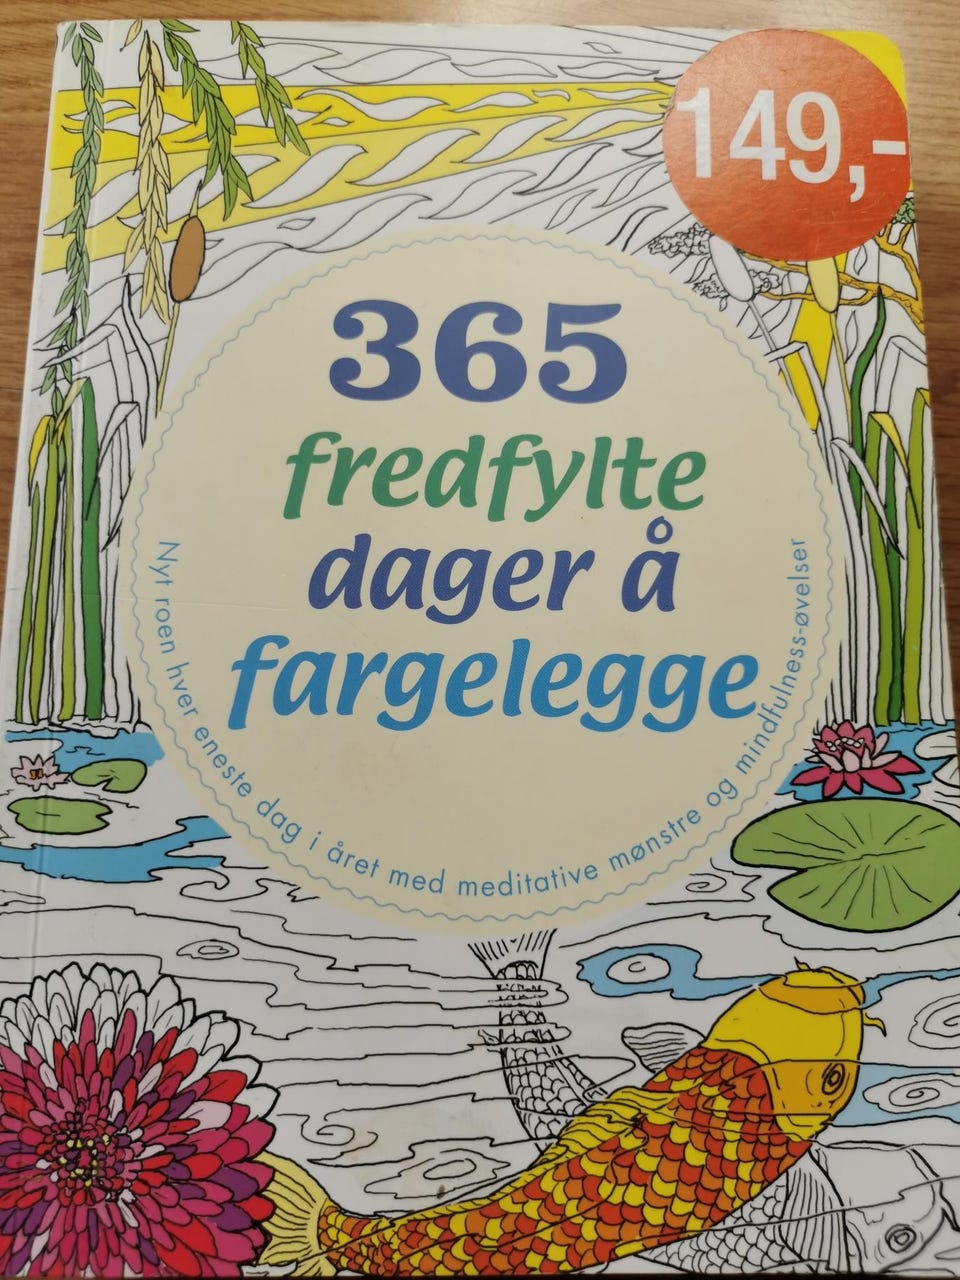 149,-
365
fredfylte
dager å
fargelegge
Nyt roen hver eneste dag i året med meditative mønstre og mindfulness-øvelser